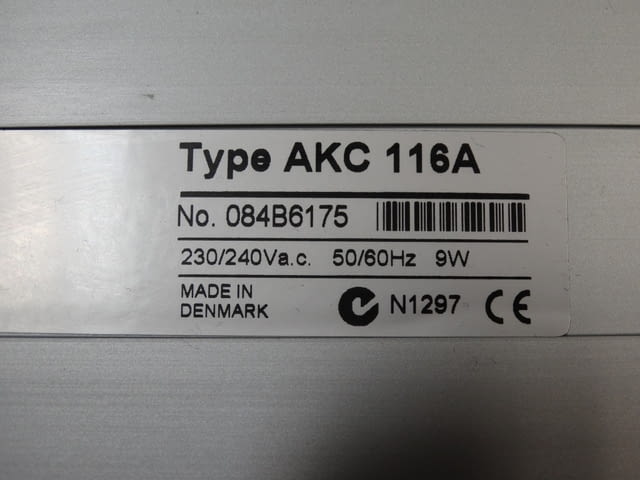 Type AKC 116A
No. 084B6175
230/240Va.c. 50/60Hz 9W
MADE IN
DENMARK
N1297 CE